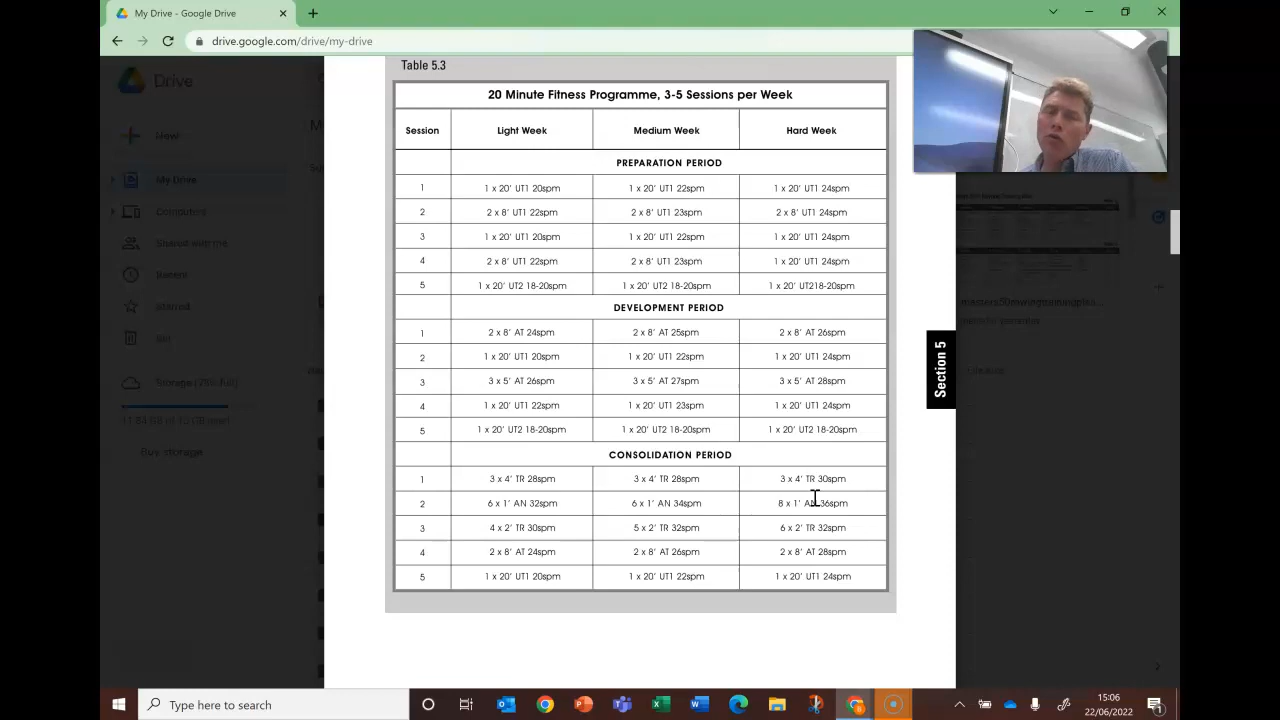 My Drive - Google Drive
drive.google.com/drive/my-drive
Drive
New
My Drive
Computers
Shared with me
Recent
Starred
Bin
Buy storage
Table 5.3
20 Minute Fitness Programme, 3-5 Sessions per Week
Session Light Week Medium Week Hard Week
PREPARATION PERIOD
1 1 x 20' UT1 20spm 1 x 20' UT1 22spm 1 x 20' UT1 24spm
2 2 x 8' UT1 22spm 2 x 8' UT1 23spm 2 x 8' UT1 24spm
3 1 x 20' UT1 20spm 1 x 20' UT1 22spm 1 x 20' UT1 24spm
4 2 x 8' UT1 22spm 2 x 8' UT1 23spm 1 x 20' UT1 24spm
5 1 x 20' UT2 18-20spm 1 x 20' UT2 18-20spm 1 x 20' UT218-20spm
DEVELOPMENT PERIOD
1 2 x 8' AT 24spm 2 x 8' AT 25spm 2 x 8' AT 26spm
2 1 x 20' UT1 20spm 1 x 20' UT1 22spm 1 x 20' UT1 24spm
3 3 x 5' AT 26spm 3 x 5' AT 27spm 3 x 5' AT 28spm
4 1 x 20' UT1 22spm 1 x 20' UT1 23spm 1 x 20' UT1 24spm
5 1 x 20' UT2 18-20spm 1 x 20' UT2 18-20spm 1 x 20' UT2 18-20spm
CONSOLIDATION PERIOD
1 3 x 4' TR 28spm 3 x 4' TR 28spm 3 x 4' TR 30spm
2 6 x 1' AN 32spm 6 x 1' AN 34spm 8 x 1' AN 36spm
3 4 x 2' TR 30spm 5 x 2' TR 32spm 6 x 2' TR 32spm
4 2 x 8' AT 24spm 2 x 8' AT 26spm 2 x 8' AT 28spm
5 1 x 20' UT1 20spm 1 x 20' UT1 22spm 1 x 20' UT1 24spm
Section 5
Type here to search
15:06
22/06/2022